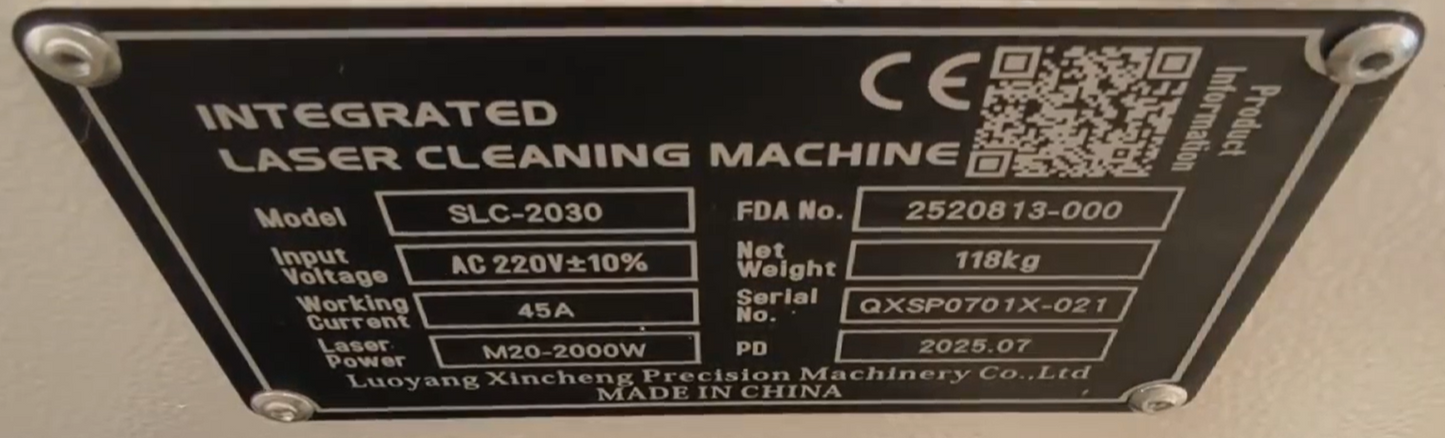 CE
Product
Information
INTEGRATED
LASER CLEANING MACHINE
Model SLC-2030 FDA No. 2520813-000
Input Voltage AC 220V±10% Net Weight 118kg
Working Current 45A Serial No. QXSP0701X-021
Laser Power M20-2000W PD 2025.07
Luoyang Xincheng Precision Machinery Co.,Ltd
MADE IN CHINA